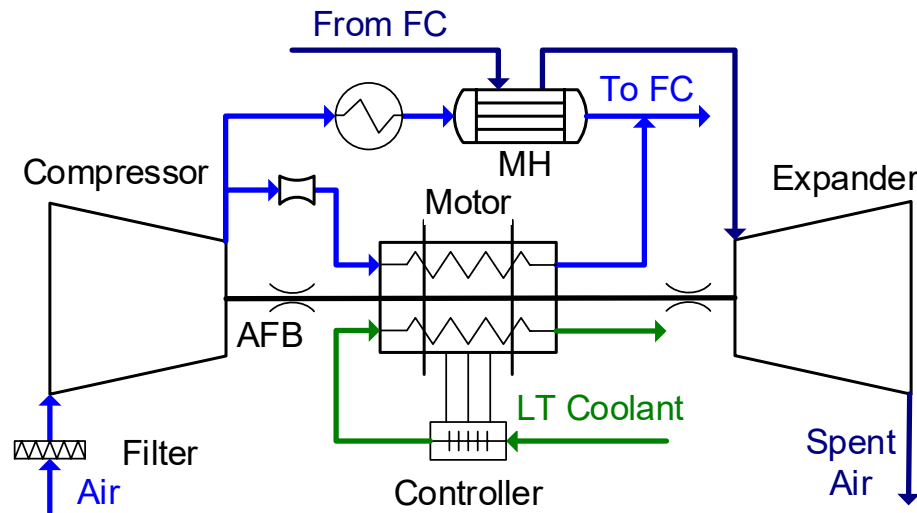 From FC
To FC
MH
Compressor
Expander
Motor
AFB
LT Coolant
Filter
Air
Controller
Spent
Air